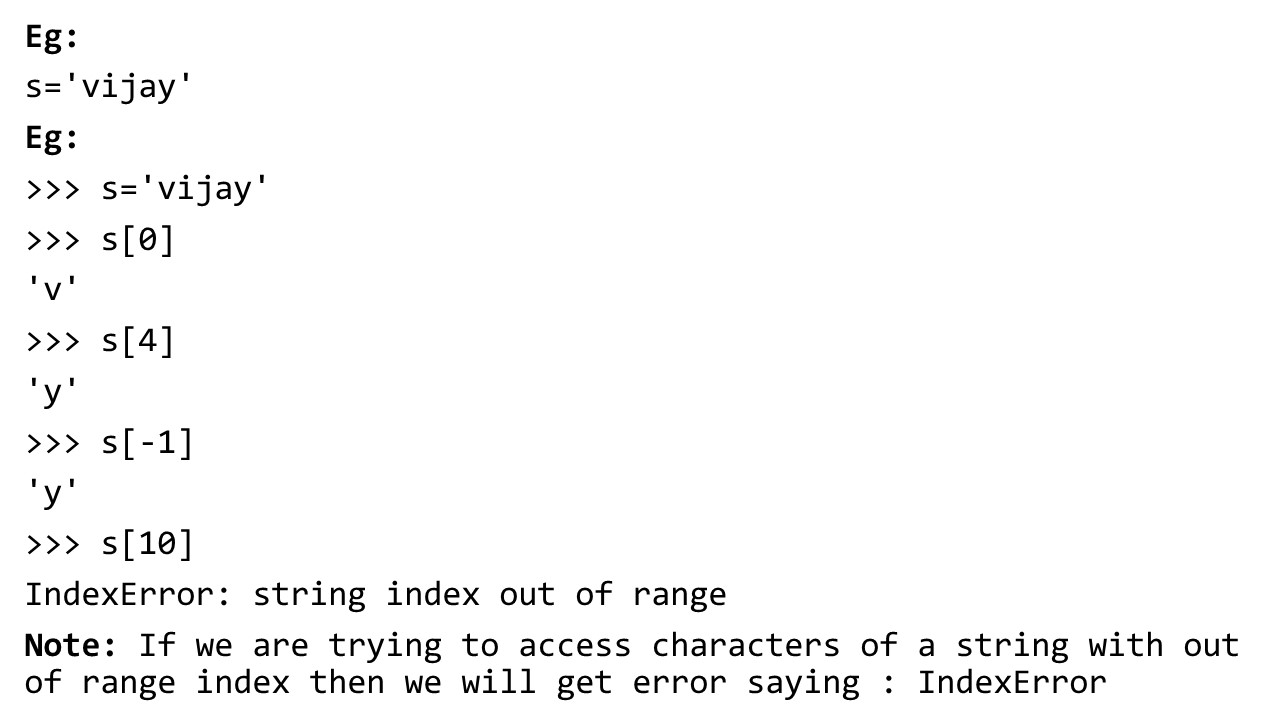 Eg:
s='vijay'
Eg:
>>> s='vijay'
>>> s[0]
'v'
>>> s[4]
'y'
>>> s[-1]
'y'
>>> s[10]
IndexError: string index out of range
Note: If we are trying to access characters of a string with out
of range index then we will get error saying : IndexError